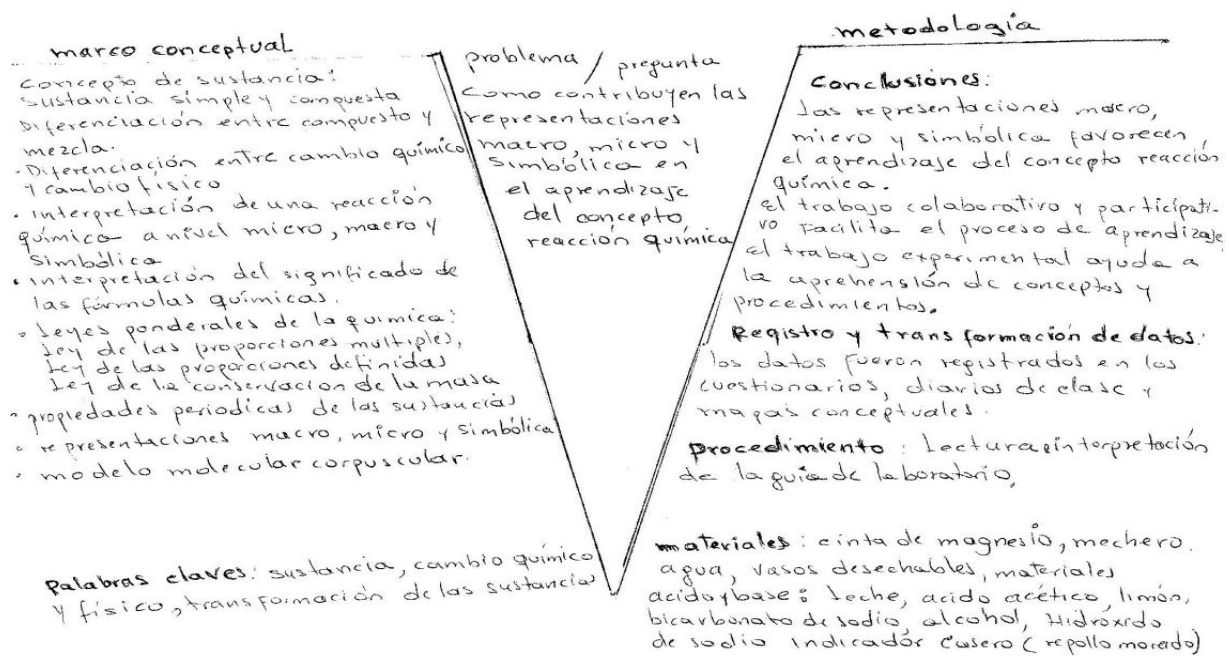 marco conceptual
Concepto de sustancia:
sustancia simple y compuesta
Diferenciación entre compuesto y
mezcla.
· Diferenciación entre cambio químico
y cambio físico
· interpretación de una reacción
química a nivel micro, macro y
simbólica
· interpretación del significado de
las fórmulas químicas.
· Leyes ponderales de la química:
Ley de las proporciones multiples,
Ley de las proporciones definidas
Ley de la conservacion de la masa
· propiedades periodicas de las sustancias
· representaciones macro, micro y simbólica
· modelo molecular corpuscular.
Palabras claves: sustancia, cambio químico
y físico, transformación de las sustancias
problema / pregunta
Como contribuyen las
representaciones
macro, micro y
simbólica en
el aprendizaje
del concepto
reacción química
metodología
Conclusiones:
Las representaciones macro,
micro y simbólica favorecen
el aprendizaje del concepto reacción
química.
el trabajo colaborativo y participati-
vo Facilita el proceso de aprendizaje
el trabajo experimental ayuda a
la aprehensión de conceptos y
procedimientos.
Registro y transformación de datos:
los datos fueron registrados en los
cuestionarios, diarios de clase y
mapas conceptuales.
Procedimiento: Lectura e interpretación
de la guía de laboratorio,
materiales: cinta de magnesio, mechero.
agua, vasos desechables, materiales
acido y base: leche, acido acético, limón,
bicarbonato de sodio, alcohol, Hidróxido
de sodio indicador casero (repollo morado)